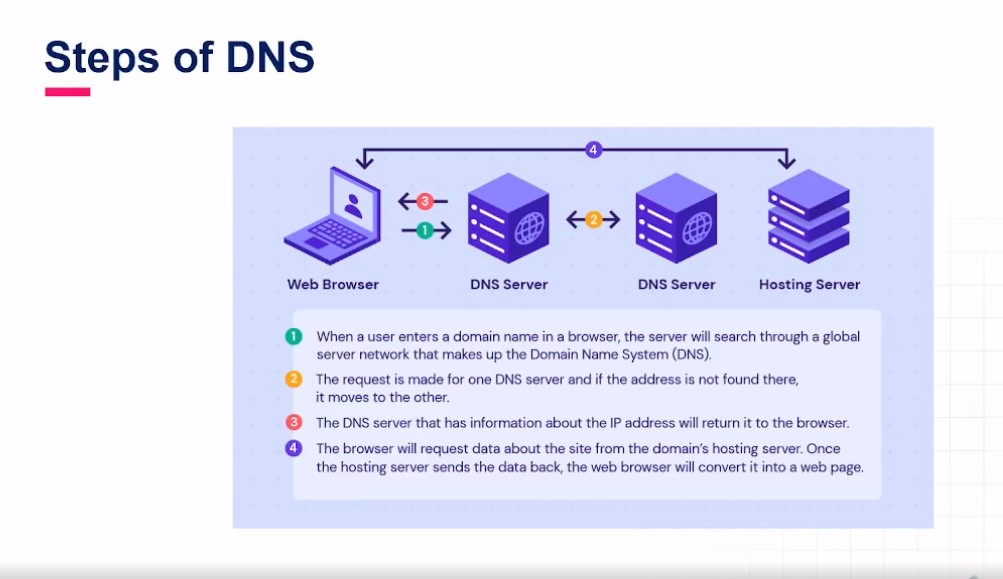 Steps of DNS
4
3
1
2
Web Browser
DNS Server
DNS Server
Hosting Server
1 When a user enters a domain name in a browser, the server will search through a global
server network that makes up the Domain Name System (DNS).
2 The request is made for one DNS server and if the address is not found there,
it moves to the other.
3 The DNS server that has information about the IP address will return it to the browser.
4 The browser will request data about the site from the domain's hosting server. Once
the hosting server sends the data back, the web browser will convert it into a web page.